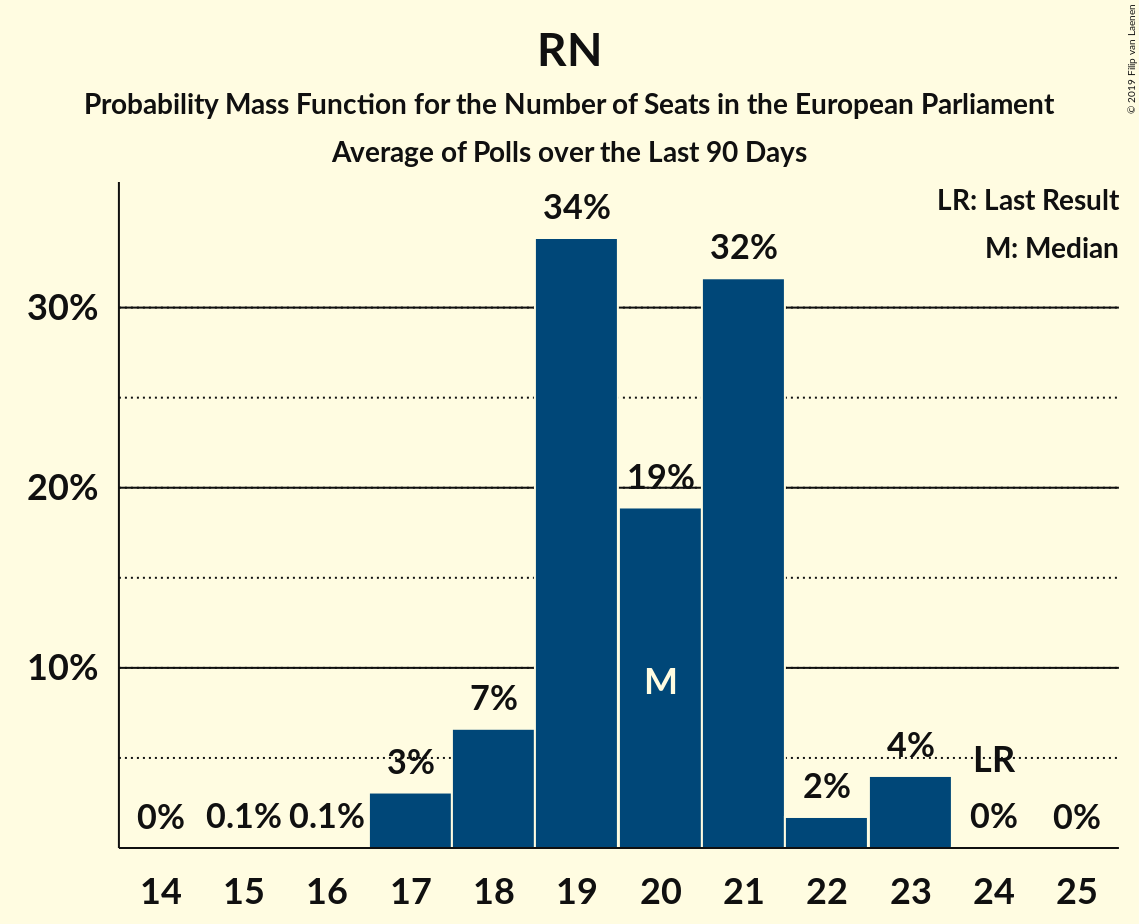 RN
Probability Mass Function for the Number of Seats in the European Parliament
Average of Polls over the Last 90 Days
© 2019 Filip van Laenen
LR: Last Result
M: Median
34%
32%
30%
19%
20%
M
10%
7%
3%
4%
LR
2%
0% 0.1% 0.1% 0% 0%
14 15 16 17 18 19 20 21 22 23 24 25